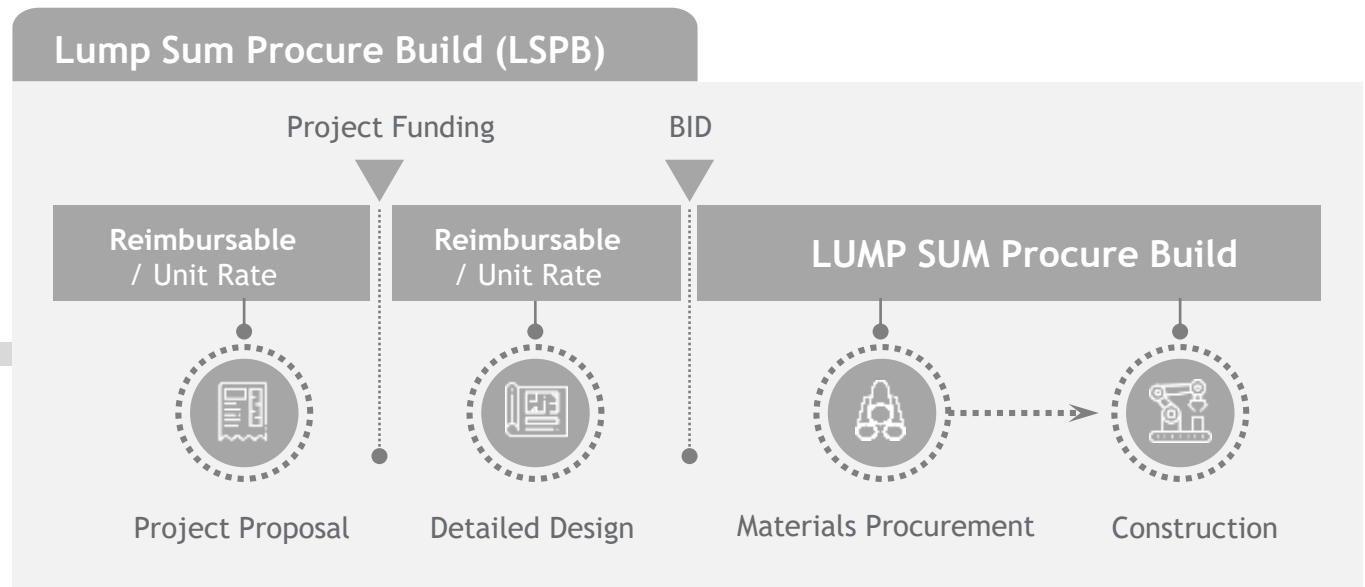 Lump Sum Procure Build (LSPB)
Project Funding
BID
Reimbursable
/ Unit Rate
Reimbursable
/ Unit Rate
LUMP SUM Procure Build
Project Proposal
Detailed Design
Materials Procurement
Construction